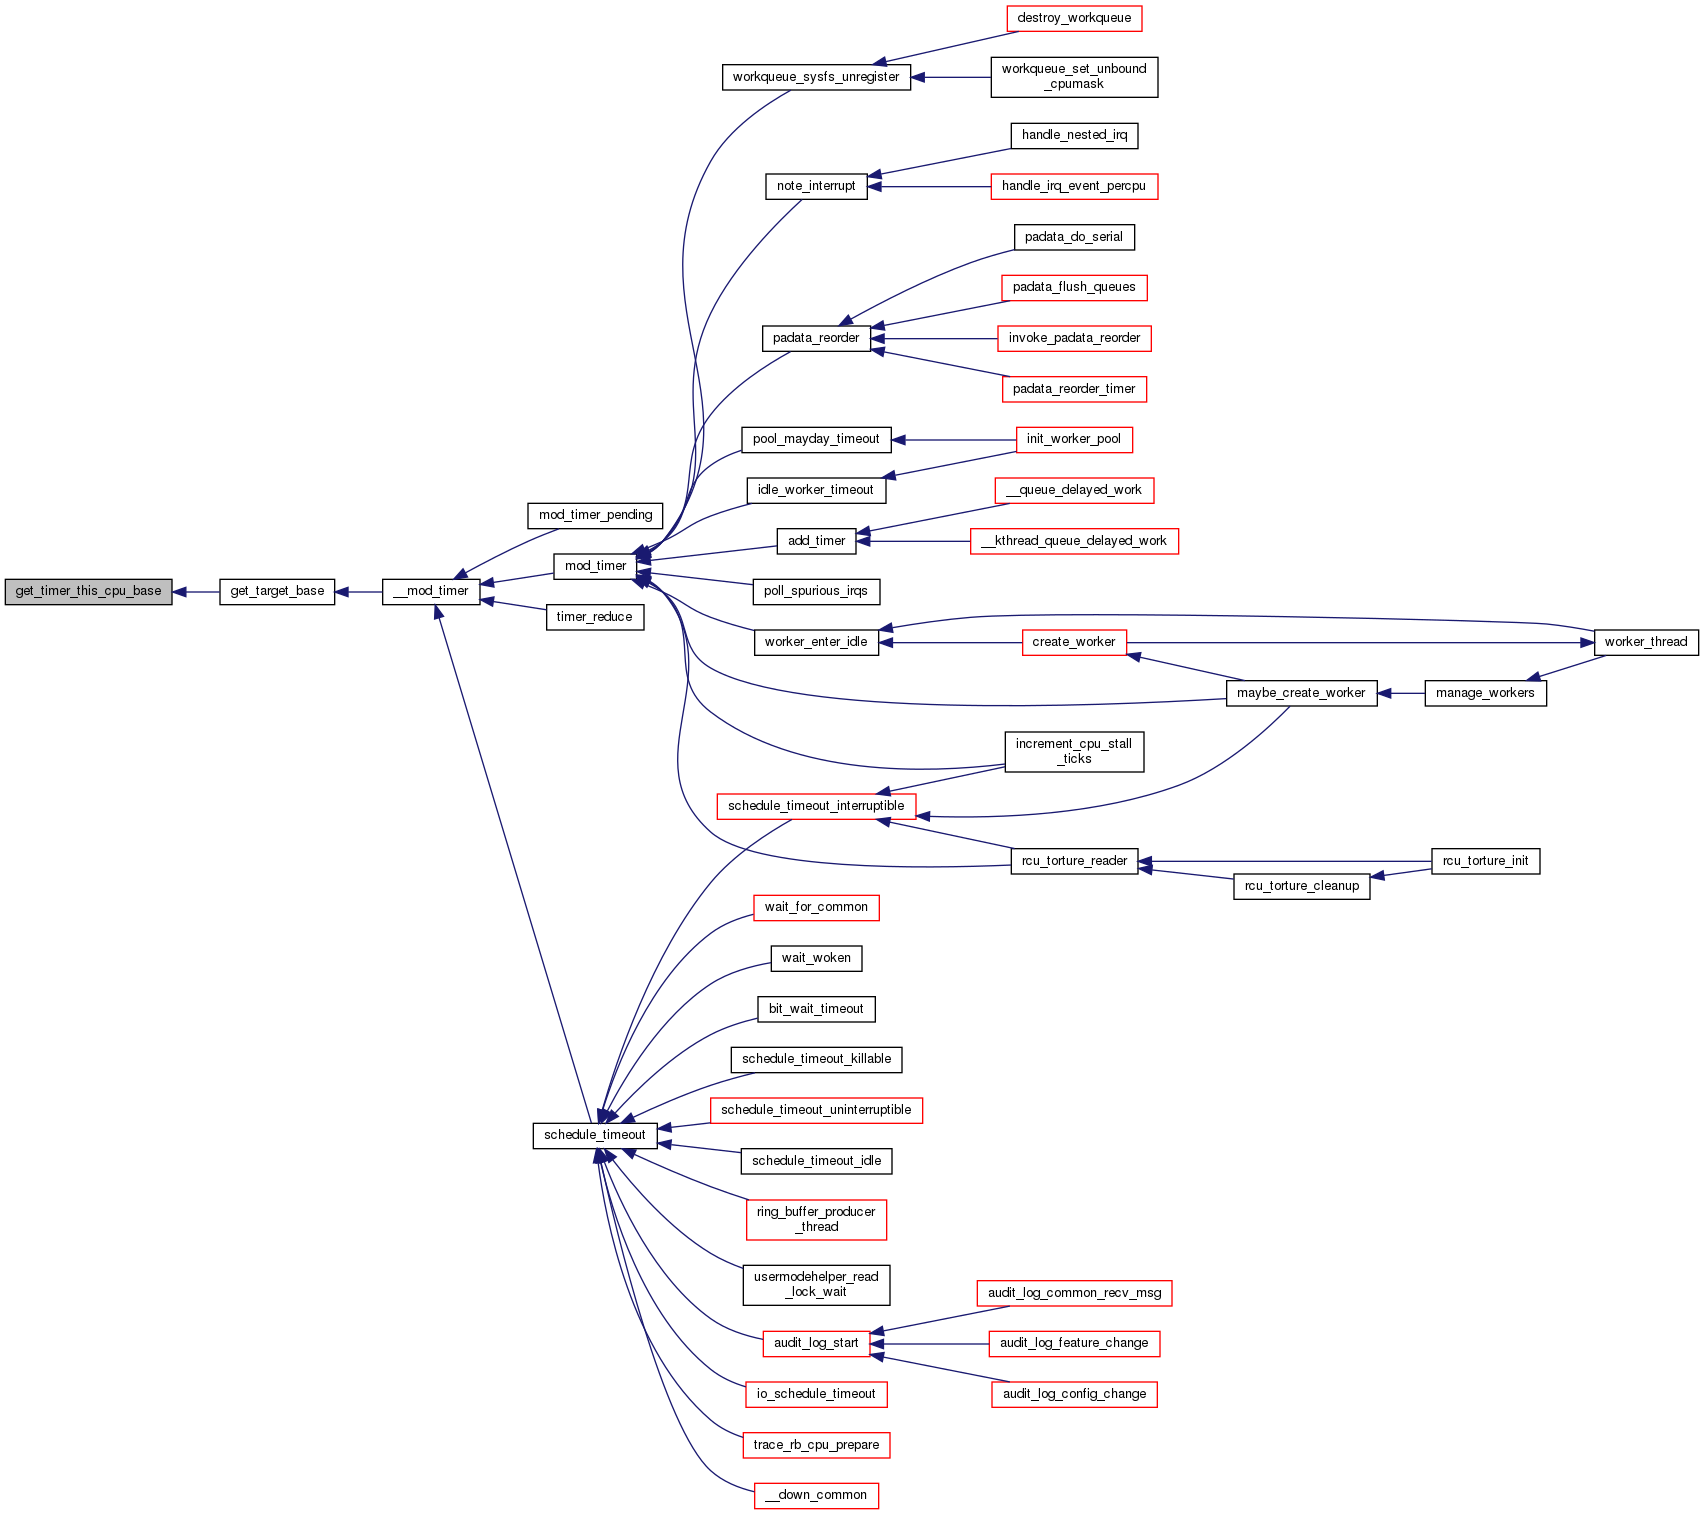 destroy_workqueue
workqueue_sysfs_unregister
workqueue_set_unbound
_cpumask
handle_nested_irq
note_interrupt
handle_irq_event_percpu
padata_do_serial
padata_flush_queues
padata_reorder
invoke_padata_reorder
padata_reorder_timer
pool_mayday_timeout
init_worker_pool
idle_worker_timeout
__queue_delayed_work
mod_timer_pending
add_timer
__kthread_queue_delayed_work
mod_timer
get_timer_this_cpu_base
get_target_base
__mod_timer
poll_spurious_irqs
timer_reduce
worker_enter_idle
create_worker
worker_thread
maybe_create_worker
manage_workers
increment_cpu_stall
_ticks
schedule_timeout_interruptible
rcu_torture_reader
rcu_torture_init
rcu_torture_cleanup
wait_for_common
wait_woken
bit_wait_timeout
schedule_timeout_killable
schedule_timeout_uninterruptible
schedule_timeout
schedule_timeout_idle
ring_buffer_producer
_thread
usermodehelper_read
_lock_wait
audit_log_common_recv_msg
audit_log_start
audit_log_feature_change
audit_log_config_change
io_schedule_timeout
trace_rb_cpu_prepare
__down_common